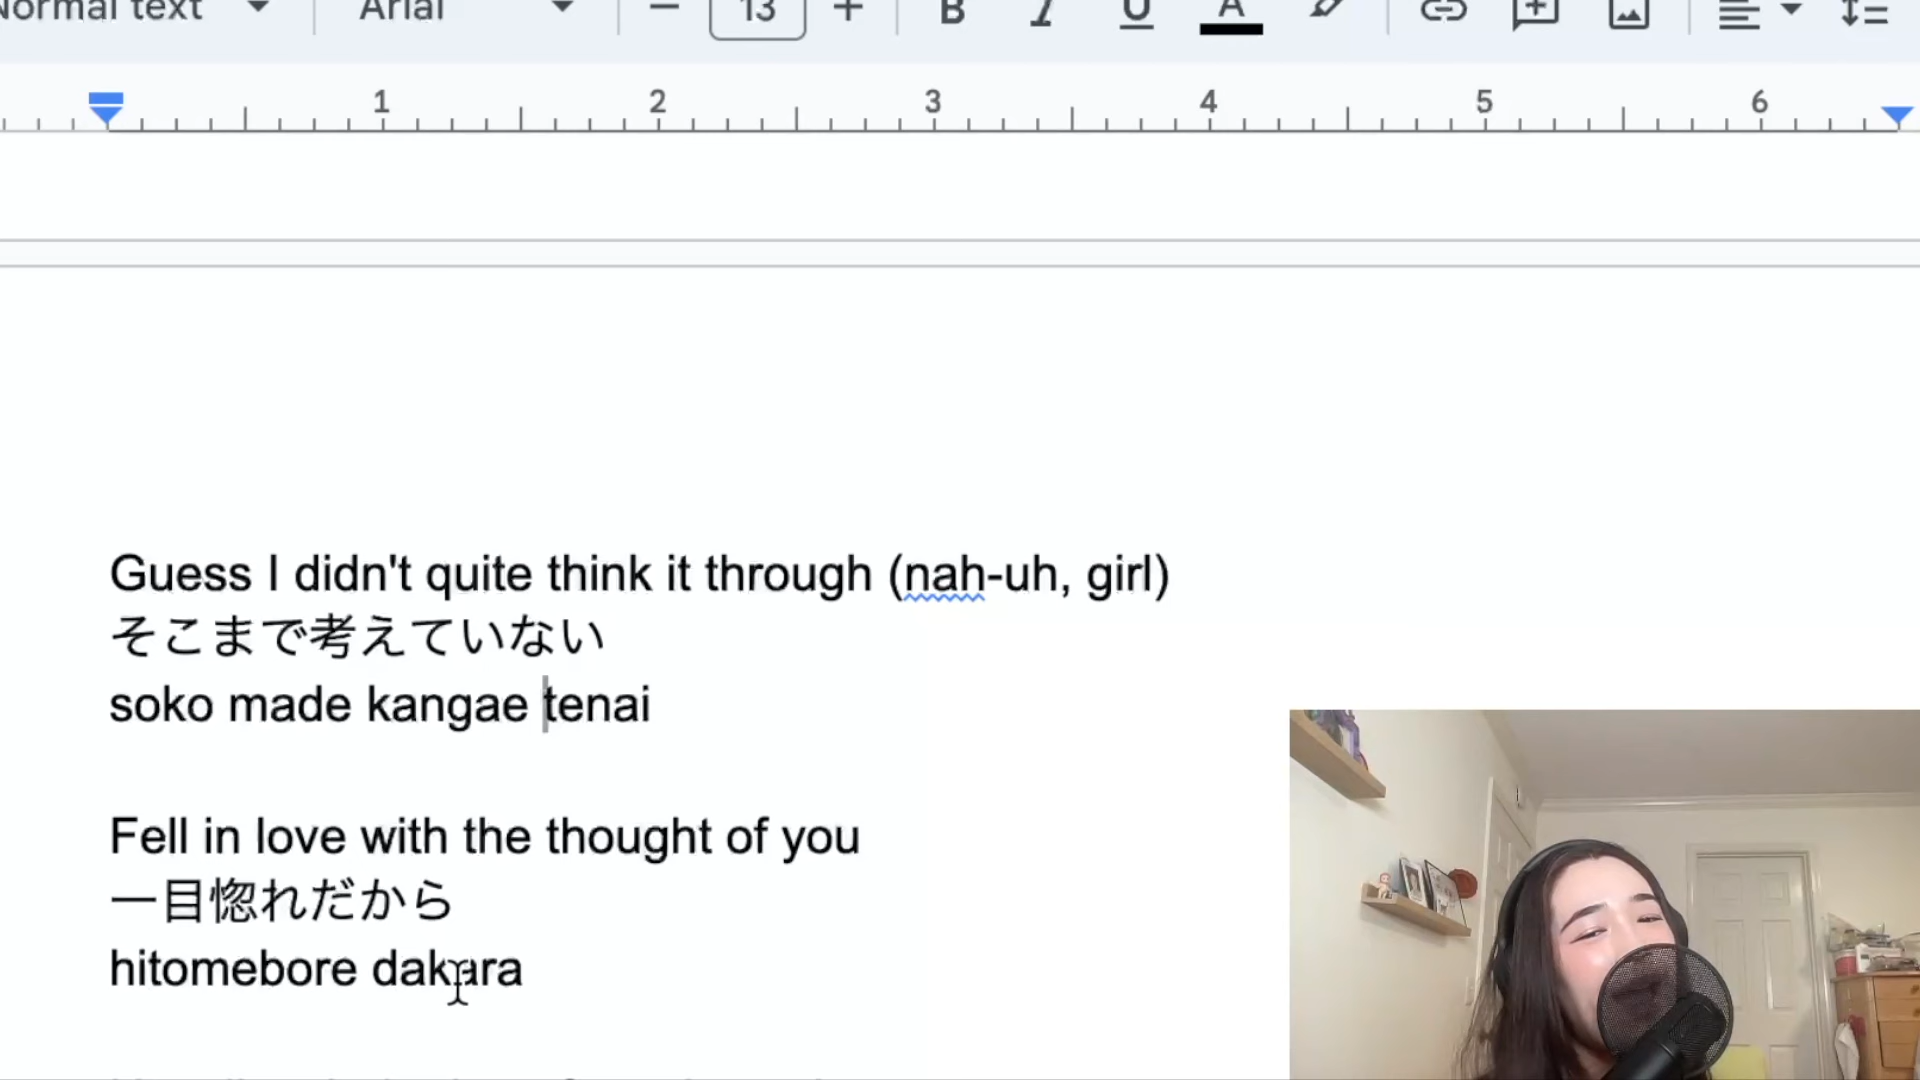 Normal text Arial 13 B I U A
1 2 3 4 5 6
Guess I didn't quite think it through (nah-uh, girl)
そこまで考えていない
soko made kangae tenai
Fell in love with the thought of you
一目惚れだから
hitomebore dakara